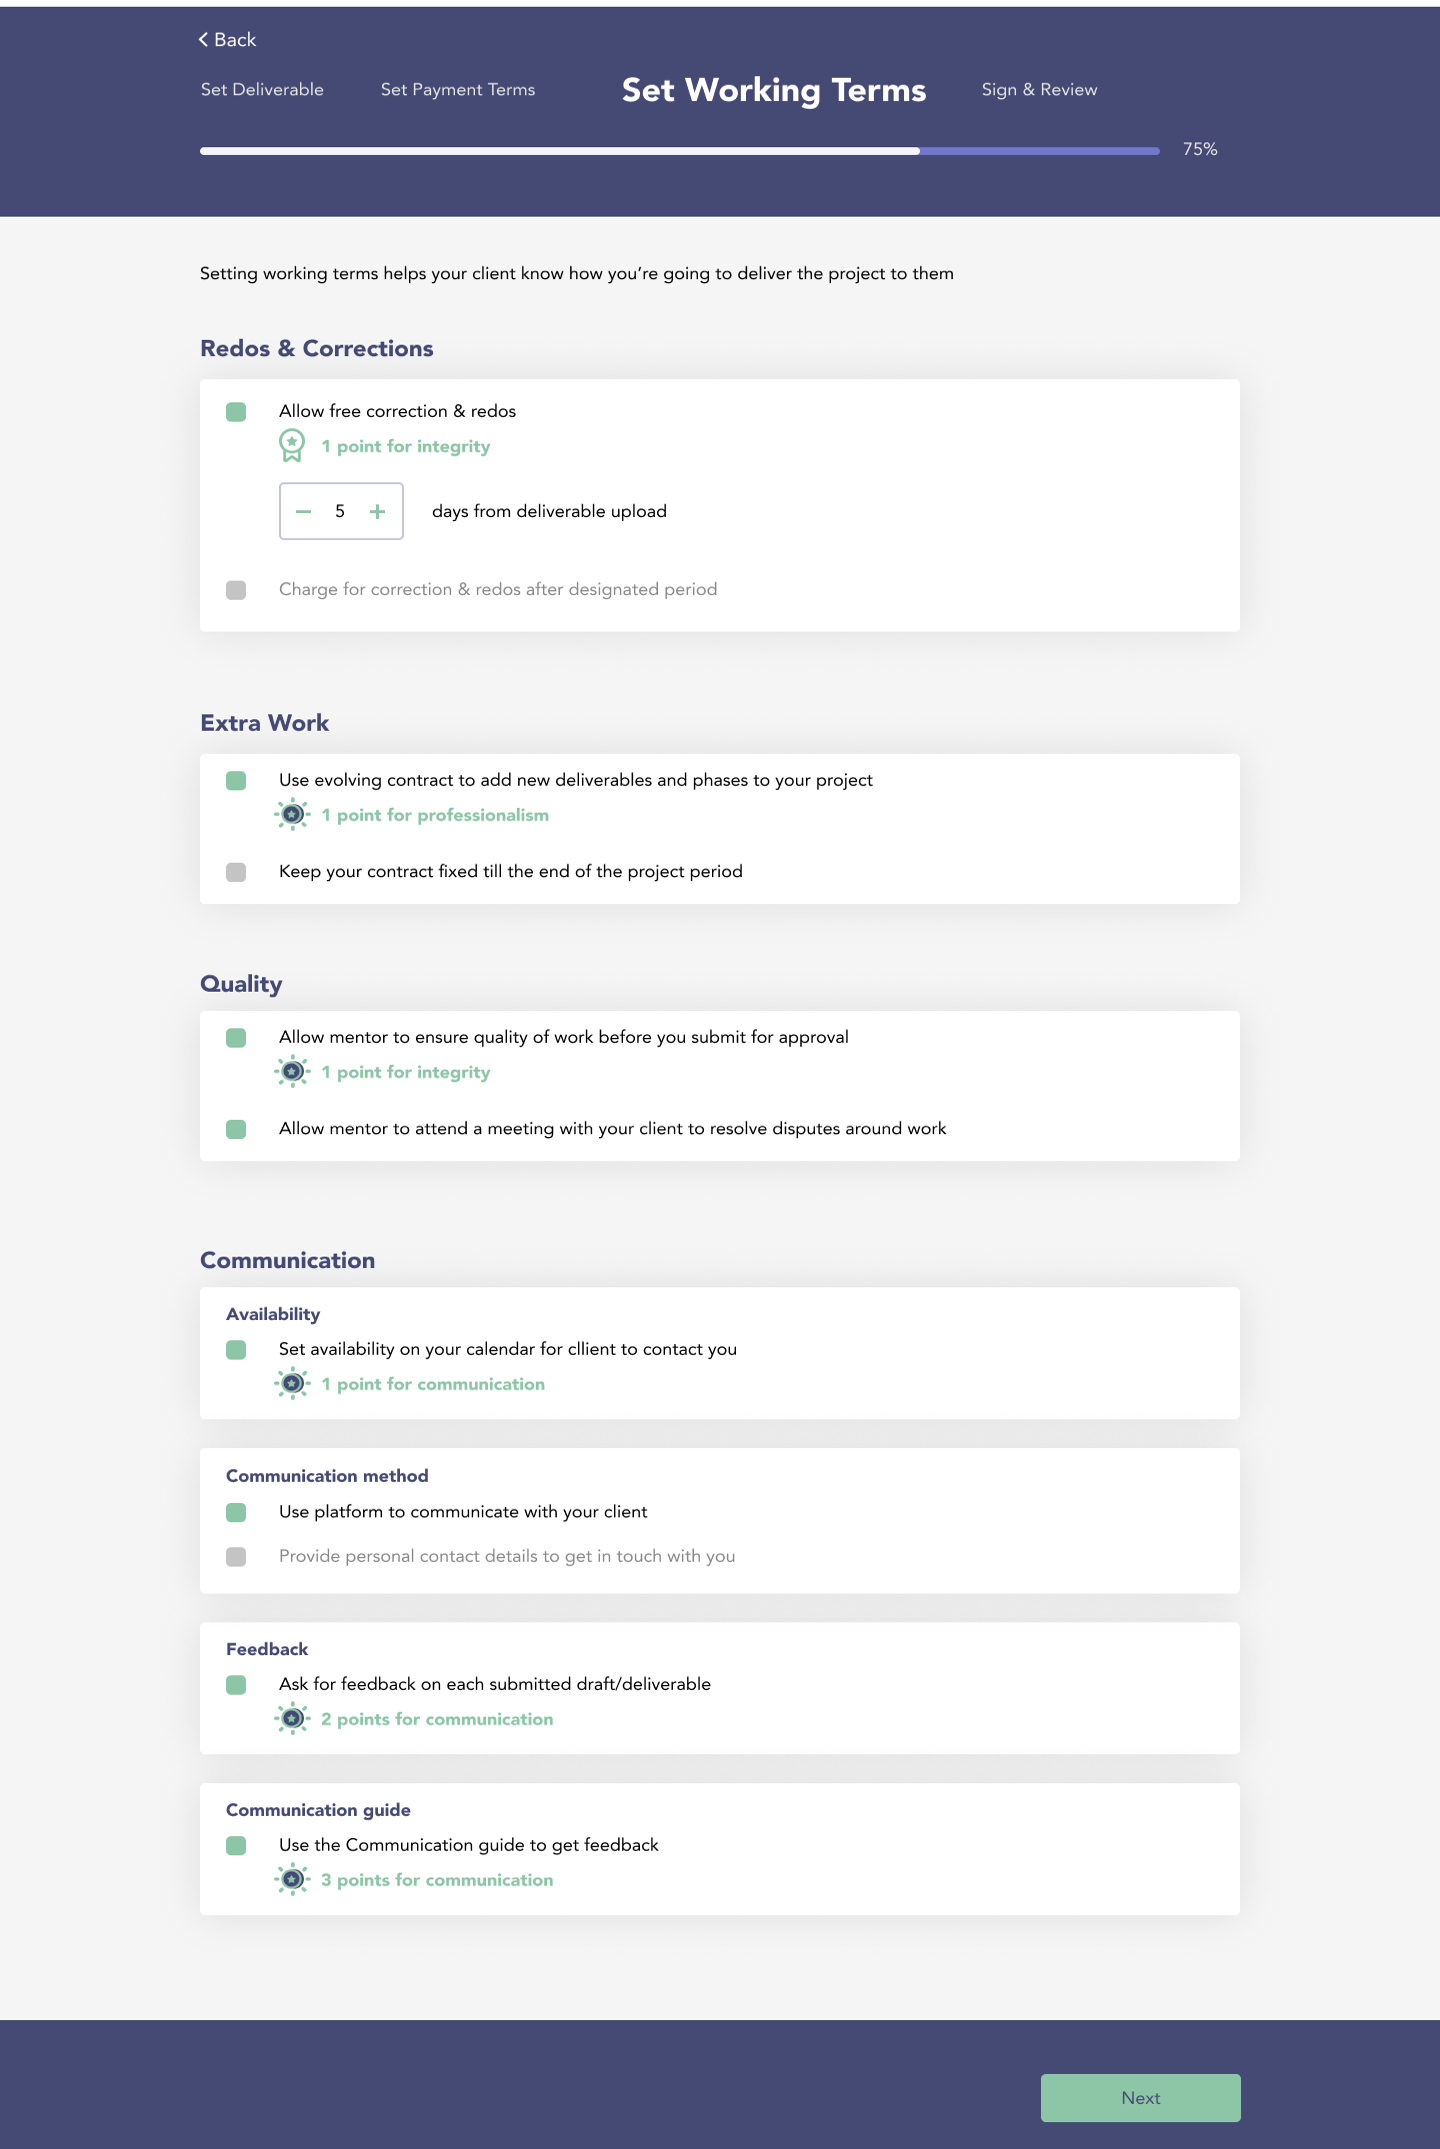 Back
Set Deliverable Set Payment Terms Set Working Terms Sign & Review
75%
Setting working terms helps your client know how you’re going to deliver the project to them
Redos & Corrections
Allow free correction & redos
1 point for integrity
− 5 + days from deliverable upload
Charge for correction & redos after designated period
Extra Work
Use evolving contract to add new deliverables and phases to your project
1 point for professionalism
Keep your contract fixed till the end of the project period
Quality
Allow mentor to ensure quality of work before you submit for approval
1 point for integrity
Allow mentor to attend a meeting with your client to resolve disputes around work
Communication
Availability
Set availability on your calendar for cllient to contact you
1 point for communication
Communication method
Use platform to communicate with your client
Provide personal contact details to get in touch with you
Feedback
Ask for feedback on each submitted draft/deliverable
2 points for communication
Communication guide
Use the Communication guide to get feedback
3 points for communication
Next